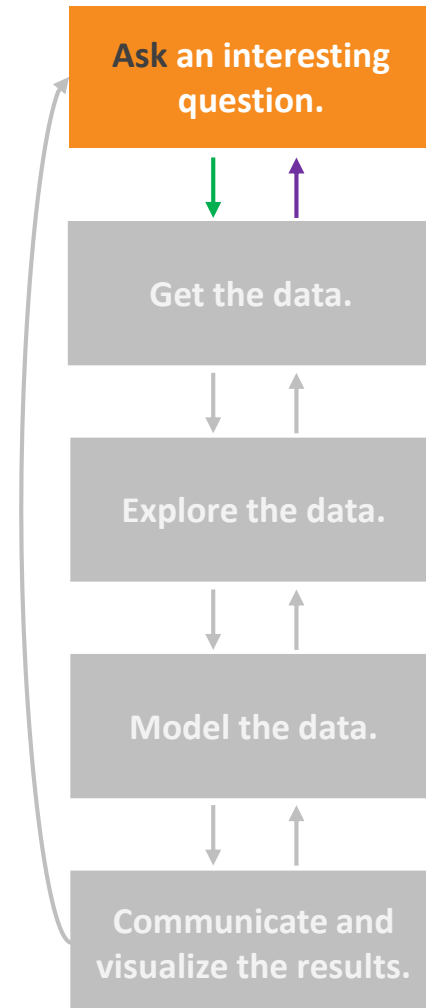 Ask an interesting
question.
Get the data.
Explore the data.
Model the data.
Communicate and
visualize the results.